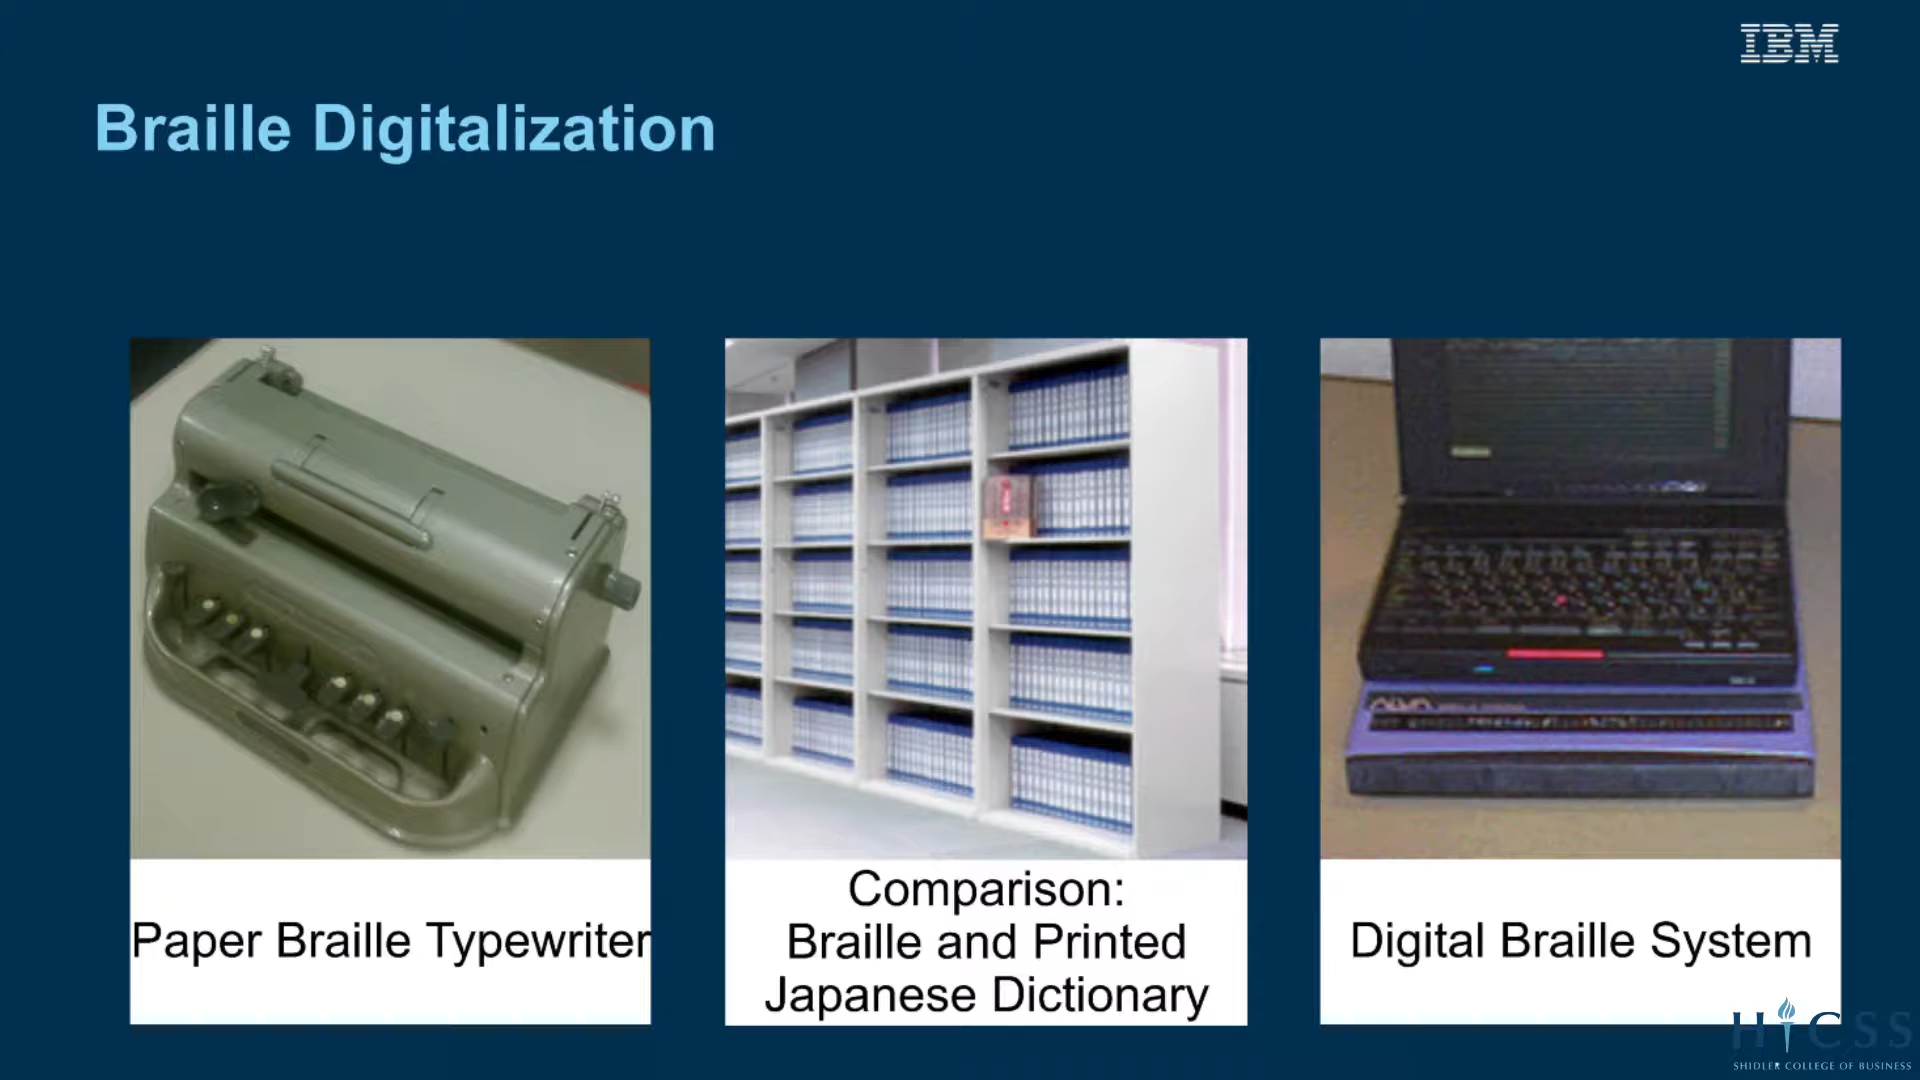 IBM
Braille Digitalization
Paper Braille Typewriter
Comparison:
Braille and Printed
Japanese Dictionary
Digital Braille System
HICSS
SHIDLER COLLEGE OF BUSINESS